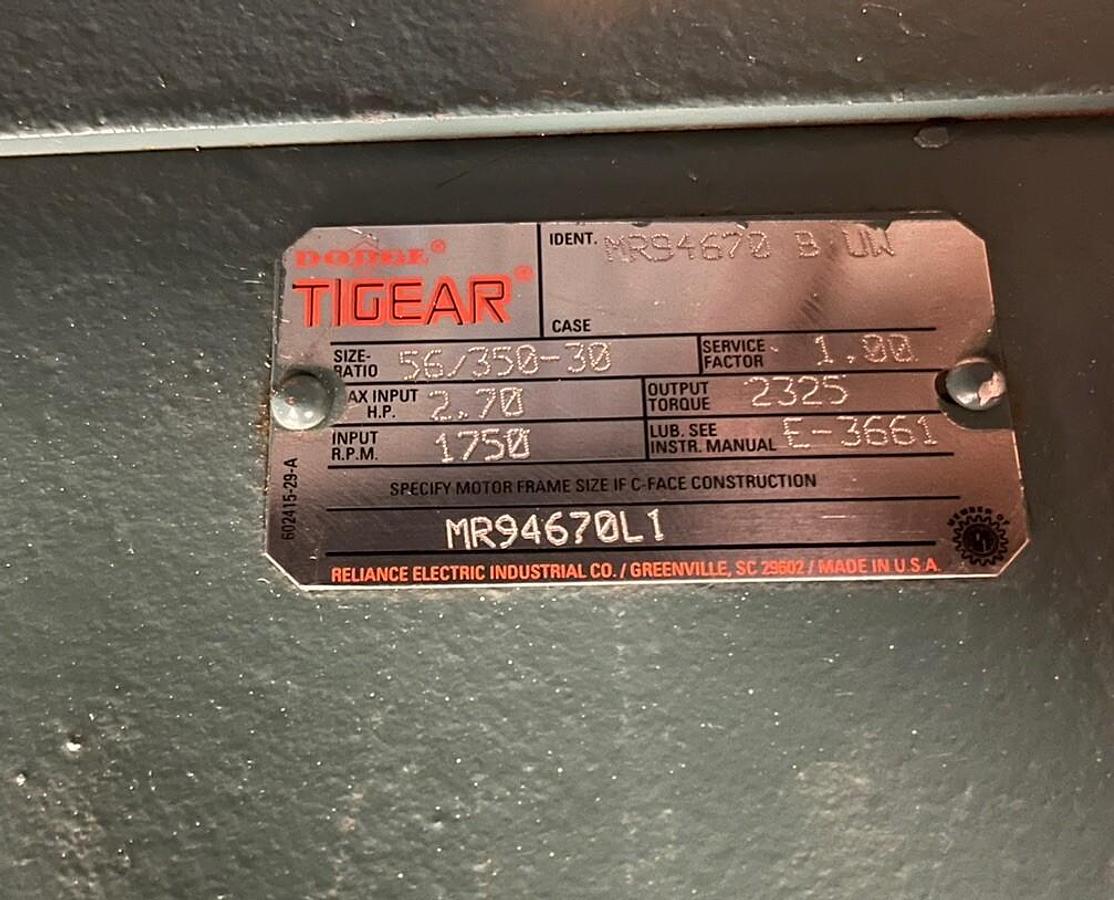 DODGE®
TIGEAR®
IDENT. MR94670 B UW
CASE
SIZE-RATIO 56/350-30
SERVICE FACTOR 1.00
MAX INPUT H.P. 2.70
OUTPUT TORQUE 2325
INPUT R.P.M. 1750
LUB. SEE INSTR. MANUAL E-3661
SPECIFY MOTOR FRAME SIZE IF C-FACE CONSTRUCTION
MR94670L1
RELIANCE ELECTRIC INDUSTRIAL CO. / GREENVILLE, SC 29602 / MADE IN U.S.A.
602415-29-A
MEMBER OF